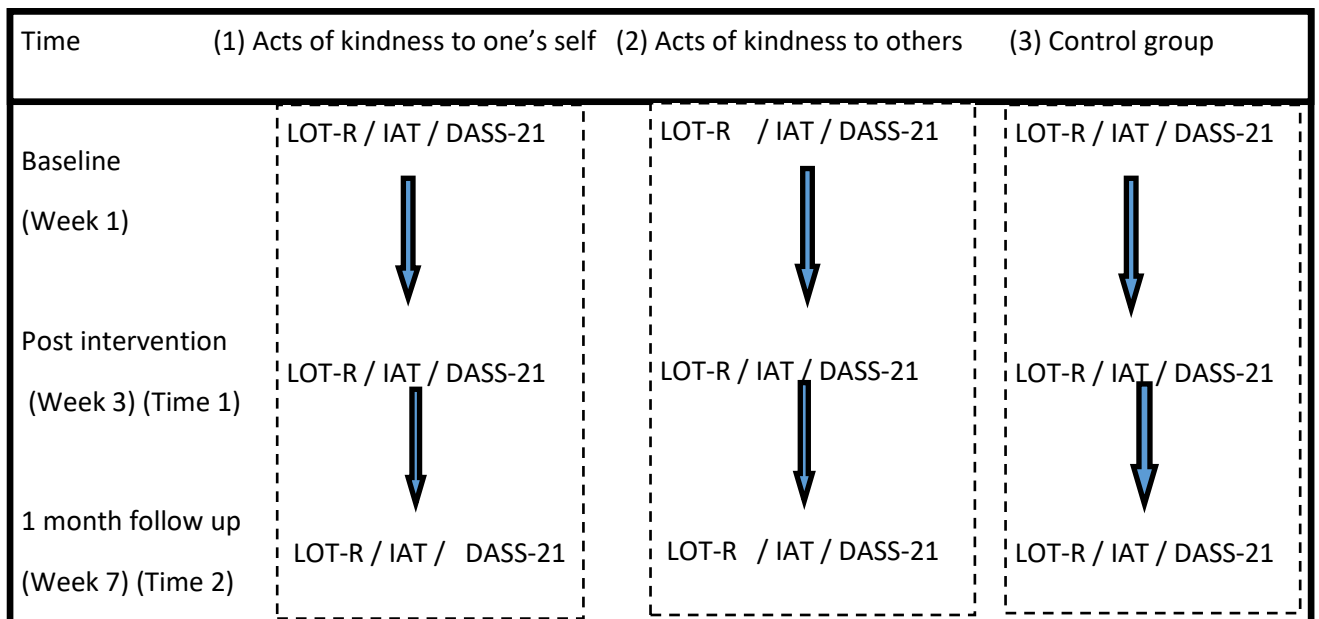 Time (1) Acts of kindness to one’s self (2) Acts of kindness to others (3) Control group
LOT-R / IAT / DASS-21 LOT-R / IAT / DASS-21 LOT-R / IAT / DASS-21
Baseline
(Week 1)
Post intervention
LOT-R / IAT / DASS-21 LOT-R / IAT / DASS-21 LOT-R / IAT / DASS-21
(Week 3) (Time 1)
1 month follow up
LOT-R / IAT / DASS-21 LOT-R / IAT / DASS-21 LOT-R / IAT / DASS-21
(Week 7) (Time 2)